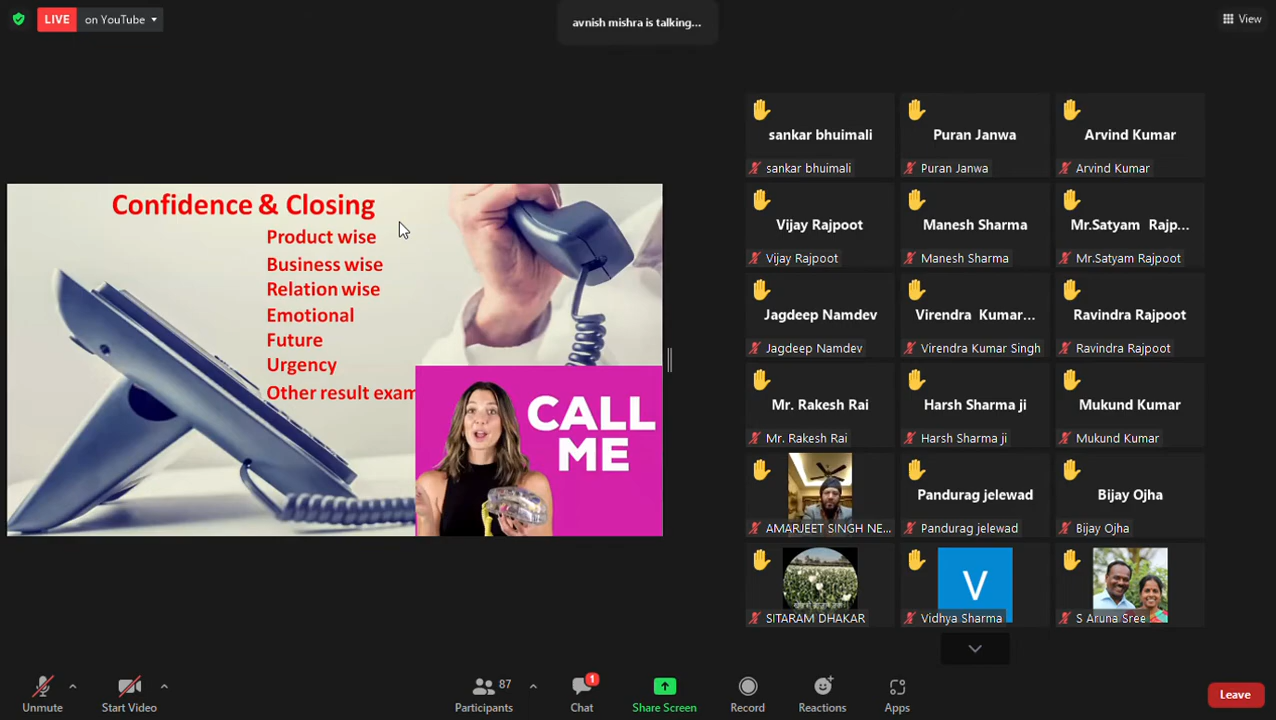 LIVE on YouTube
avnish mishra is talking...
View
Confidence & Closing
Product wise
Business wise
Relation wise
Emotional
Future
Urgency
Other result exam
CALL
ME
sankar bhuimali
sankar bhuimali
Puran Janwa
Puran Janwa
Arvind Kumar
Arvind Kumar
Vijay Rajpoot
Vijay Rajpoot
Manesh Sharma
Manesh Sharma
Mr.Satyam Rajp...
Mr.Satyam Rajpoot
Jagdeep Namdev
Jagdeep Namdev
Virendra Kumar...
Virendra Kumar Singh
Ravindra Rajpoot
Ravindra Rajpoot
Mr. Rakesh Rai
Mr. Rakesh Rai
Harsh Sharma ji
Harsh Sharma ji
Mukund Kumar
Mukund Kumar
AMARJEET SINGH NE...
Pandurag jelewad
Pandurag jelewad
Bijay Ojha
Bijay Ojha
SITARAM DHAKAR
V
Vidhya Sharma
S Aruna Sree
Unmute
Start Video
87
Participants
1
Chat
Share Screen
Record
Reactions
Apps
Leave